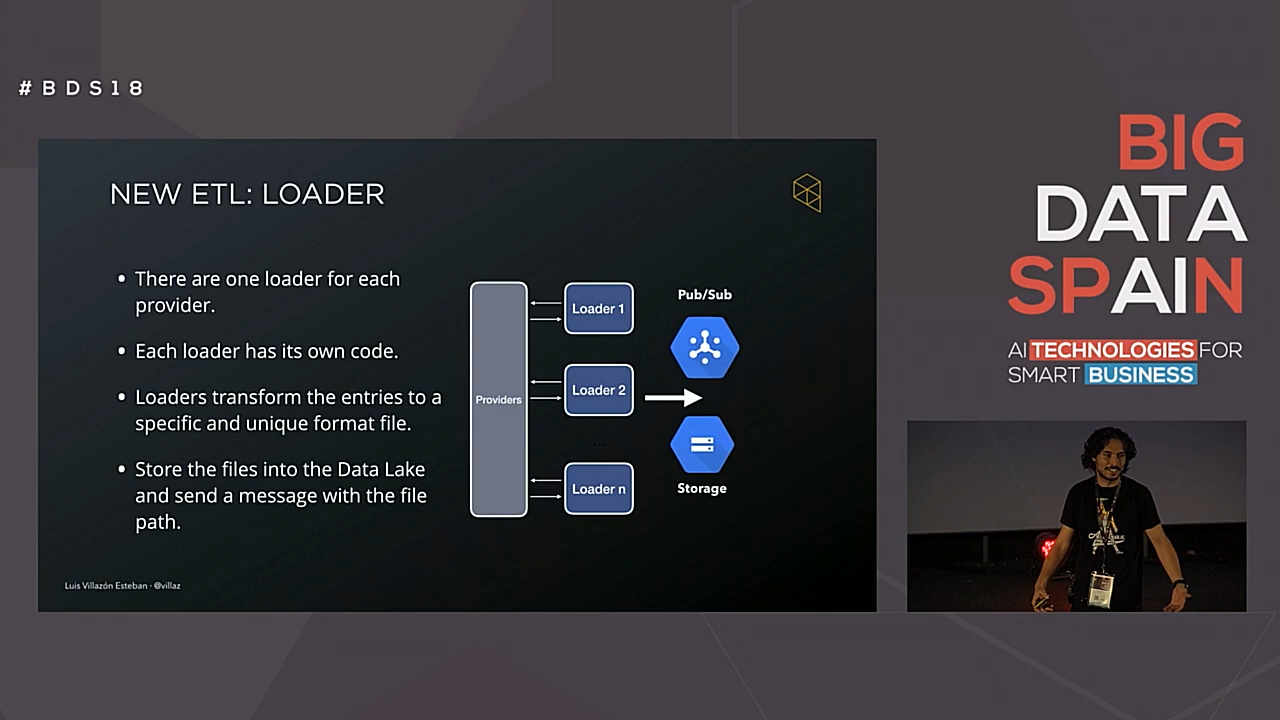 #BDS18
BIG
DATA
SPAIN
AI TECHNOLOGIES FOR
SMART BUSINESS
NEW ETL: LOADER
• There are one loader for each
provider.
• Each loader has its own code.
• Loaders transform the entries to a
specific and unique format file.
• Store the files into the Data Lake
and send a message with the file
path.
Providers
Loader 1
Loader 2
...
Loader n
Pub/Sub
Storage
Luis Villazón Esteban · @villaz